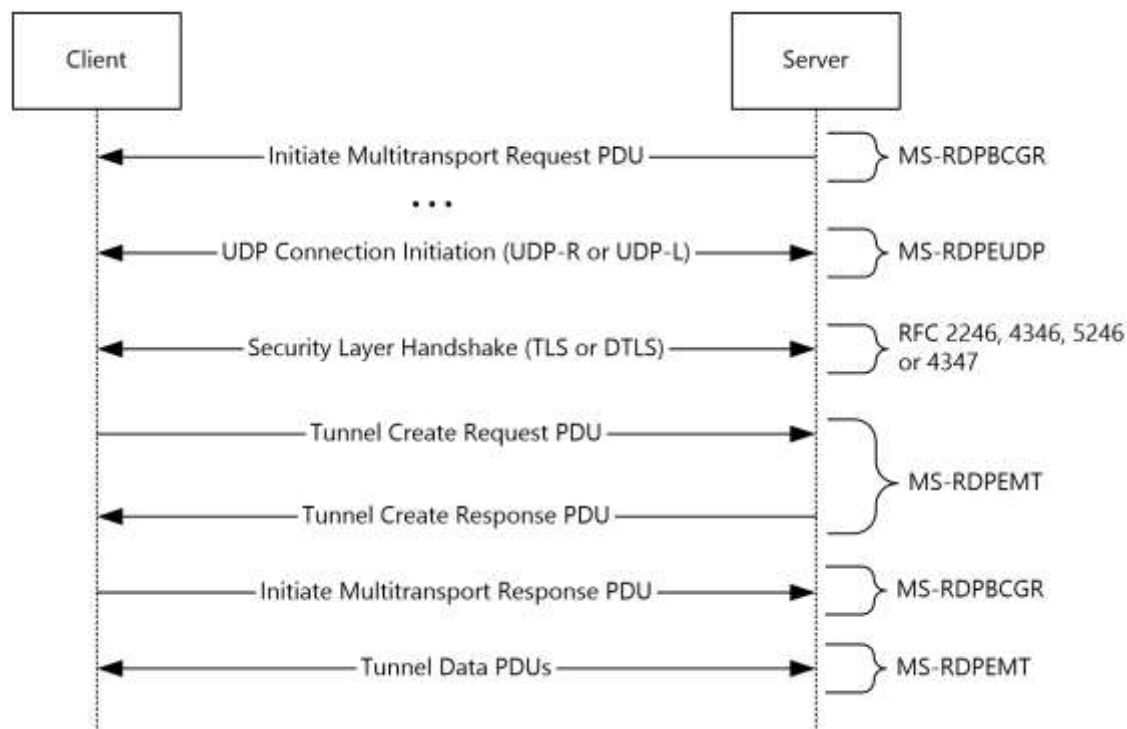 Client
Server
Initiate Multitransport Request PDU
MS-RDPBCGR
...
UDP Connection Initiation (UDP-R or UDP-L)
MS-RDPEUDP
Security Layer Handshake (TLS or DTLS)
RFC 2246, 4346, 5246
or 4347
Tunnel Create Request PDU
MS-RDPEMT
Tunnel Create Response PDU
Initiate Multitransport Response PDU
MS-RDPBCGR
Tunnel Data PDUs
MS-RDPEMT